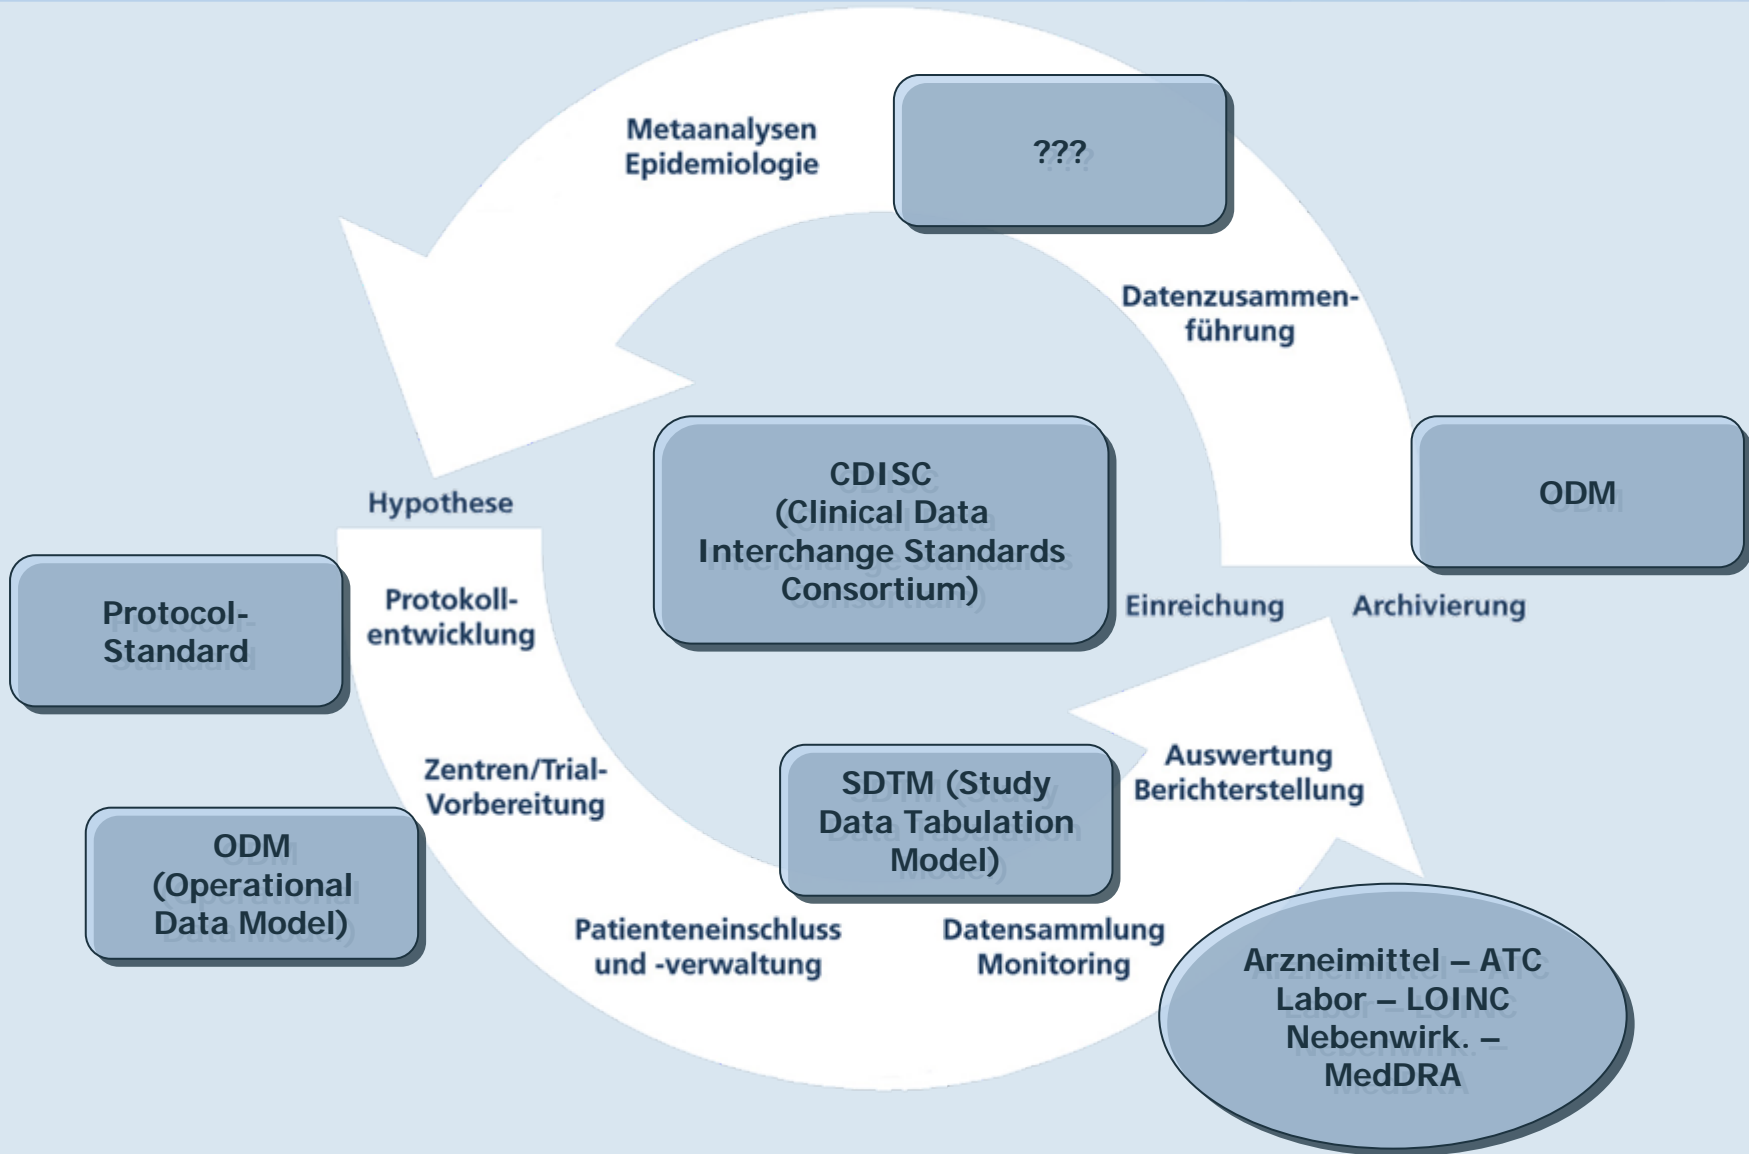 Metaanalysen
Epidemiologie
???
Datenzusammen-
führung
CDISC
(Clinical Data
Interchange Standards
Consortium)
ODM
Hypothese
Protocol-
Standard
Protokoll-
entwicklung
Einreichung
Archivierung
Zentren/Trial-
Vorbereitung
SDTM (Study
Data Tabulation
Model)
Auswertung
Berichterstellung
ODM
(Operational
Data Model)
Patienteneinschluss
und -verwaltung
Datensammlung
Monitoring
Arzneimittel – ATC
Labor – LOINC
Nebenwirk. –
MedDRA